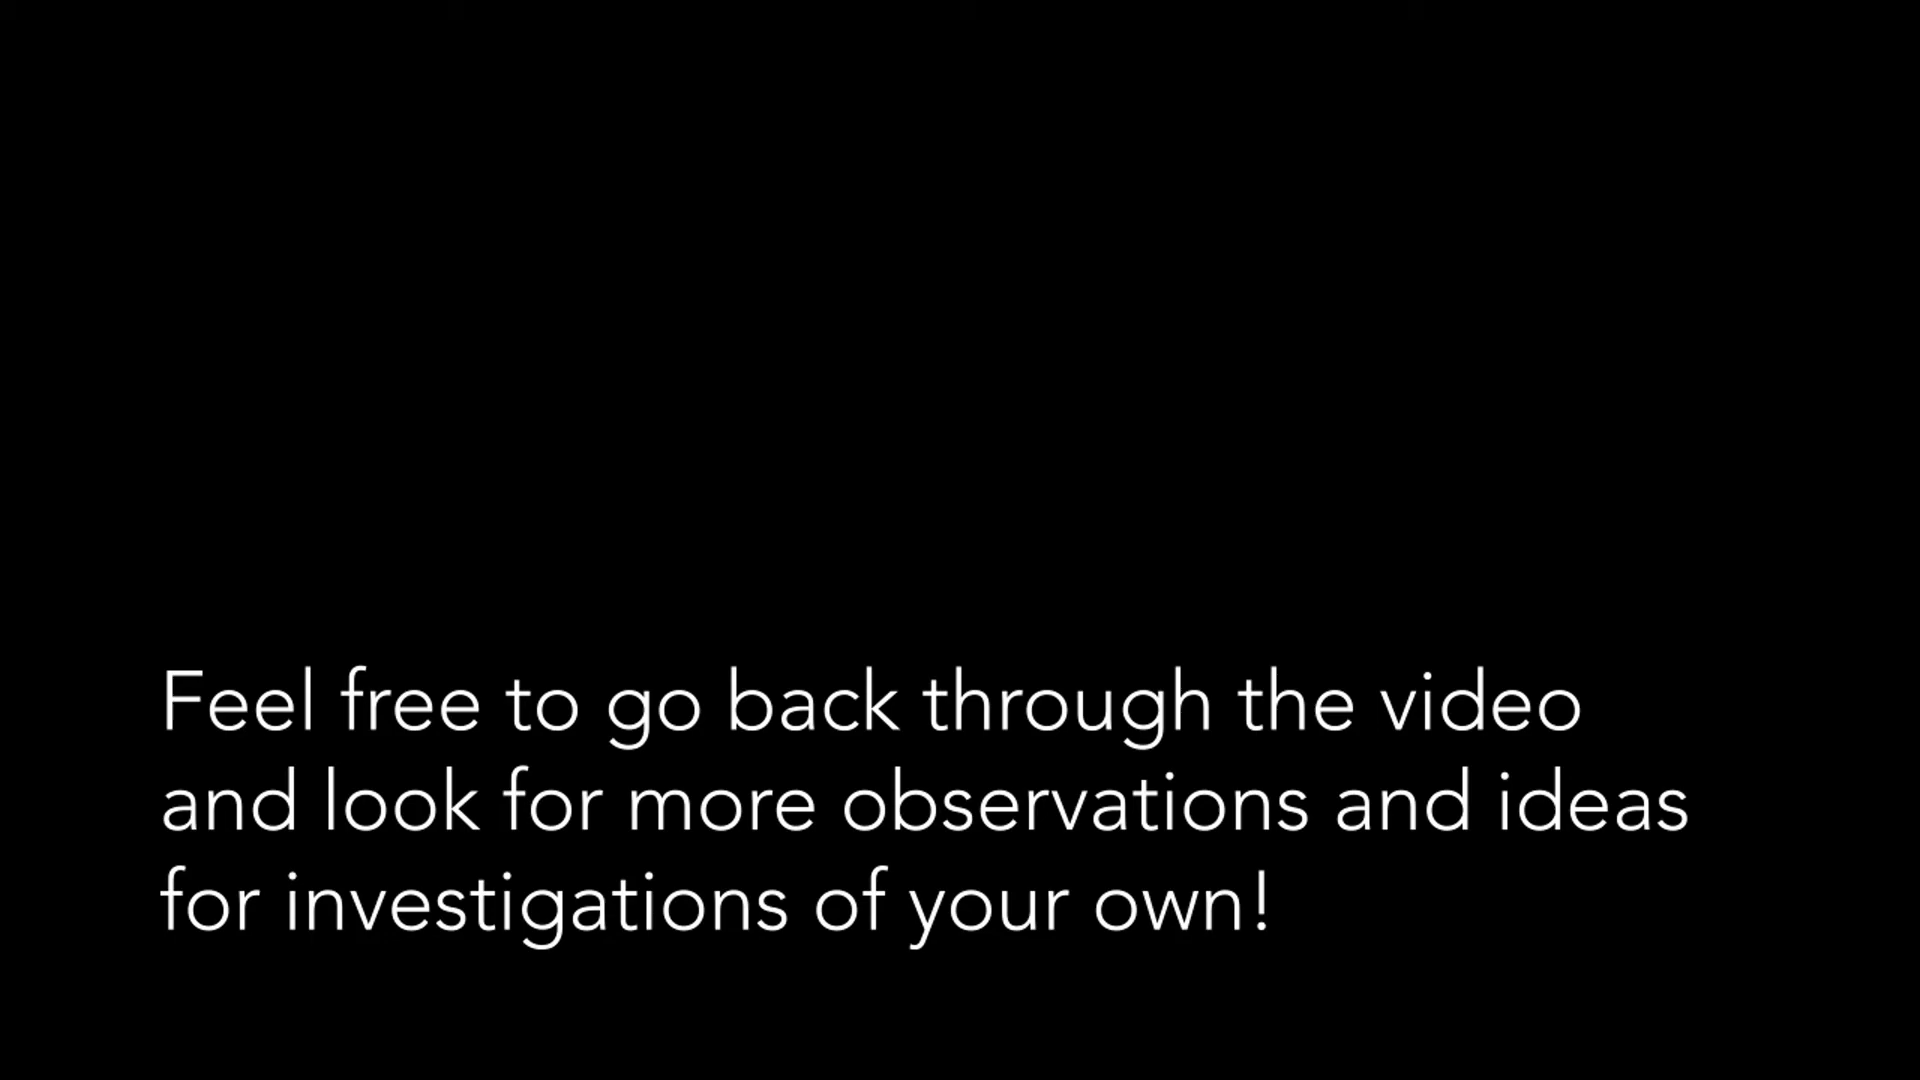 Feel free to go back through the video
and look for more observations and ideas
for investigations of your own!